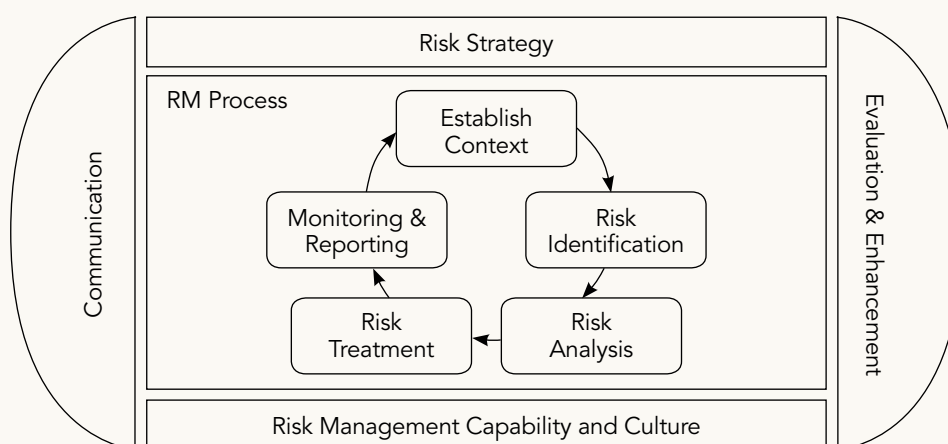 Risk Strategy
RM Process
Establish
Context
Communication
Monitoring &
Reporting
Risk
Identification
Evaluation & Enhancement
Risk
Treatment
Risk
Analysis
Risk Management Capability and Culture